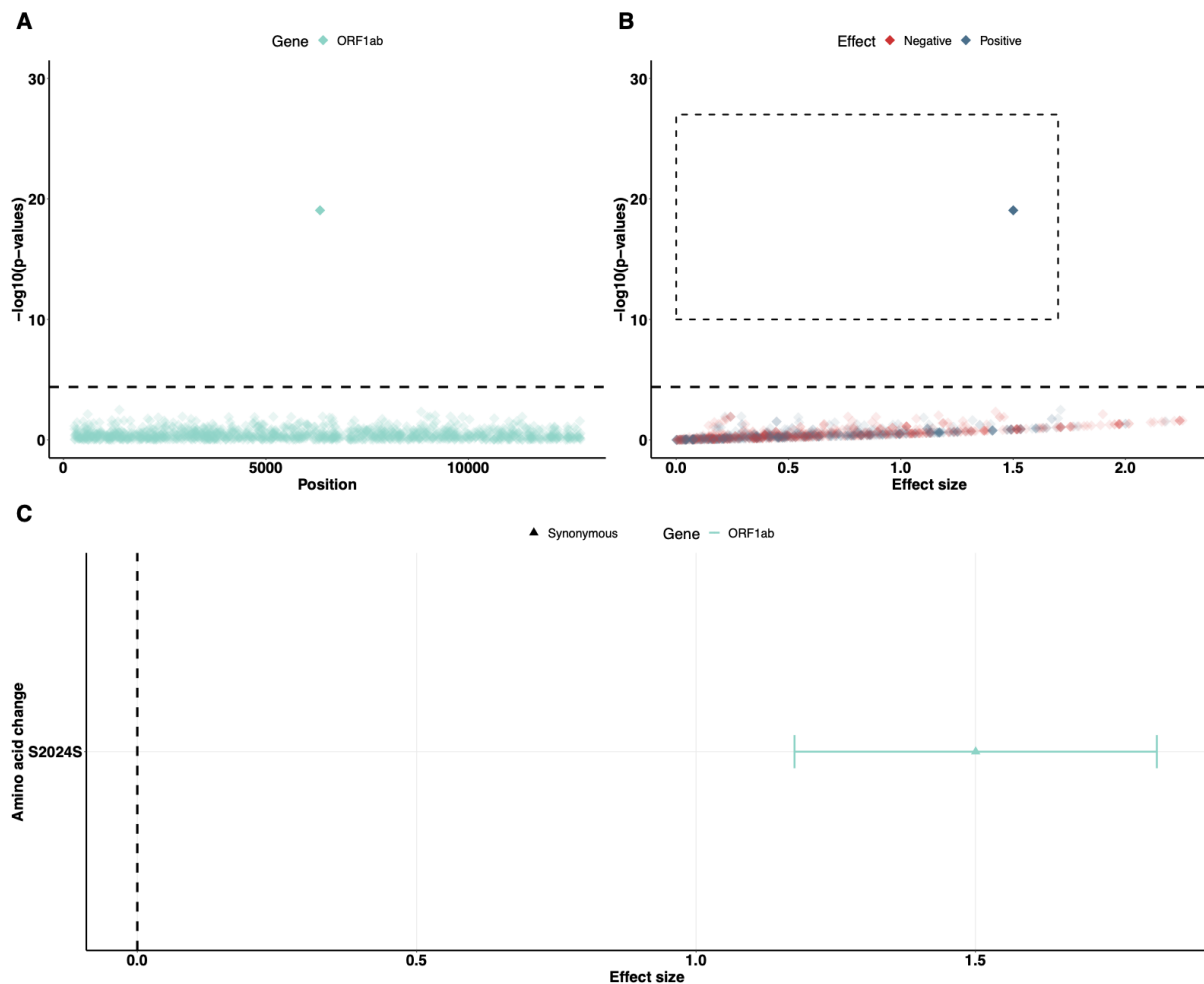 A
Gene ORF1ab
30
20
10
0
−log10(p−values)
0 5000 10000
Position
B
Effect Negative Positive
30
20
10
0
−log10(p−values)
0.0 0.5 1.0 1.5 2.0
Effect size
C
Synonymous Gene ORF1ab
Amino acid change
S2024S
0.0 0.5 1.0 1.5
Effect size